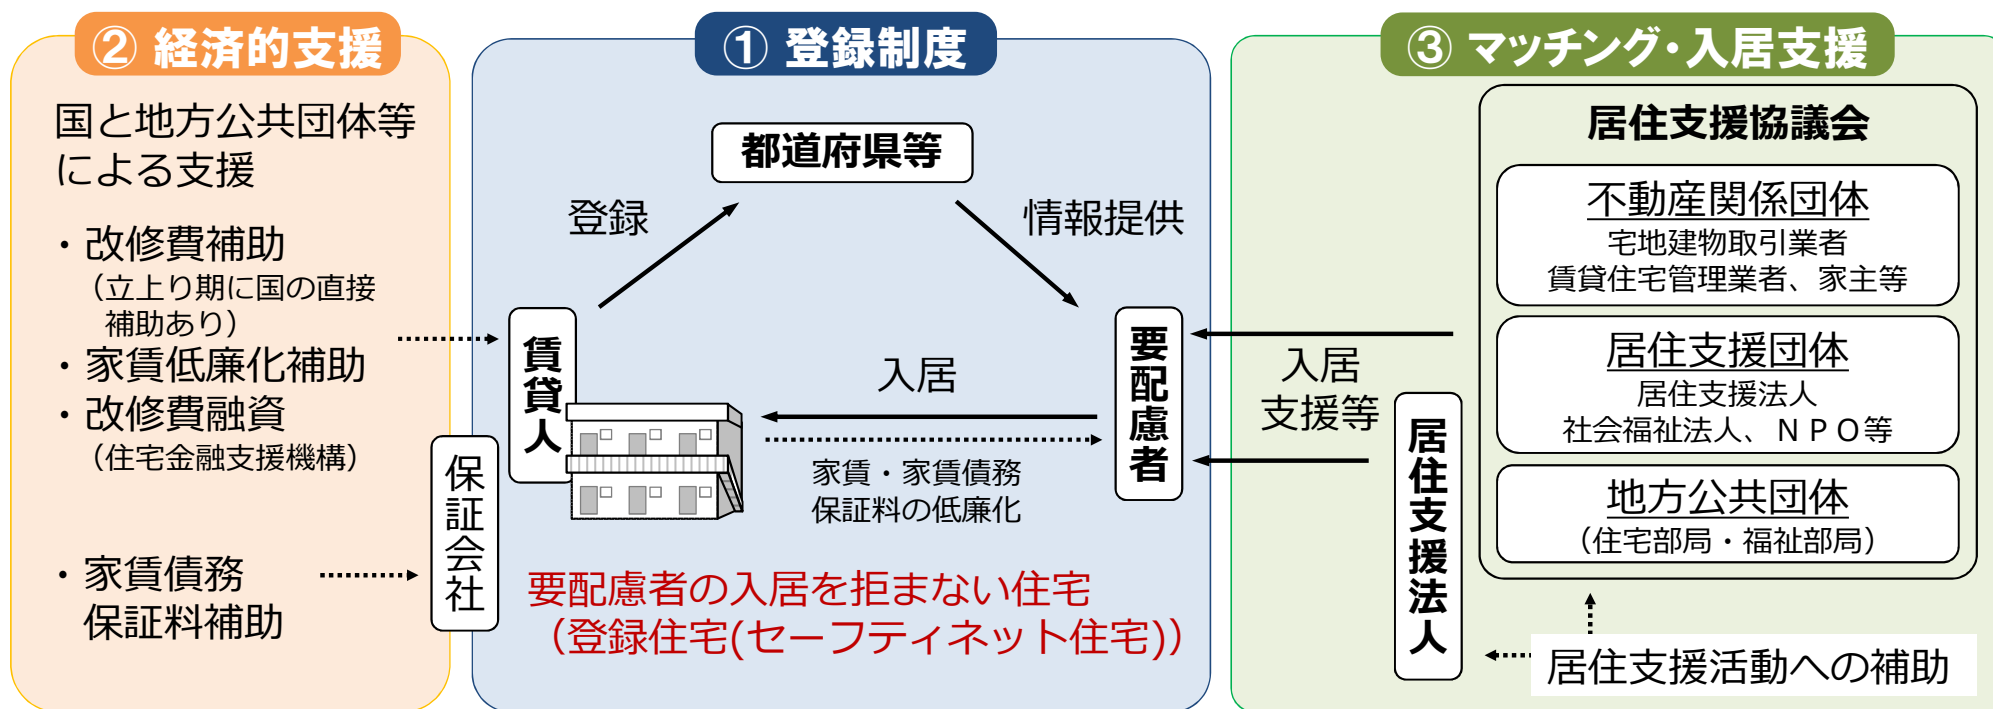 ② 経済的支援
国と地方公共団体等
による支援
・改修費補助
（立上り期に国の直接
補助あり）
・家賃低廉化補助
・改修費融資
（住宅金融支援機構）
・家賃債務
保証料補助
保証会社
① 登録制度
都道府県等
登録
情報提供
賃貸人
要配慮者
入居
家賃・家賃債務
保証料の低廉化
要配慮者の入居を拒まない住宅
（登録住宅(セーフティネット住宅)）
③ マッチング・入居支援
入居
支援等
居住支援法人
居住支援協議会
不動産関係団体
宅地建物取引業者
賃貸住宅管理業者、家主等
居住支援団体
居住支援法人
社会福祉法人、ＮＰＯ等
地方公共団体
（住宅部局・福祉部局）
居住支援活動への補助